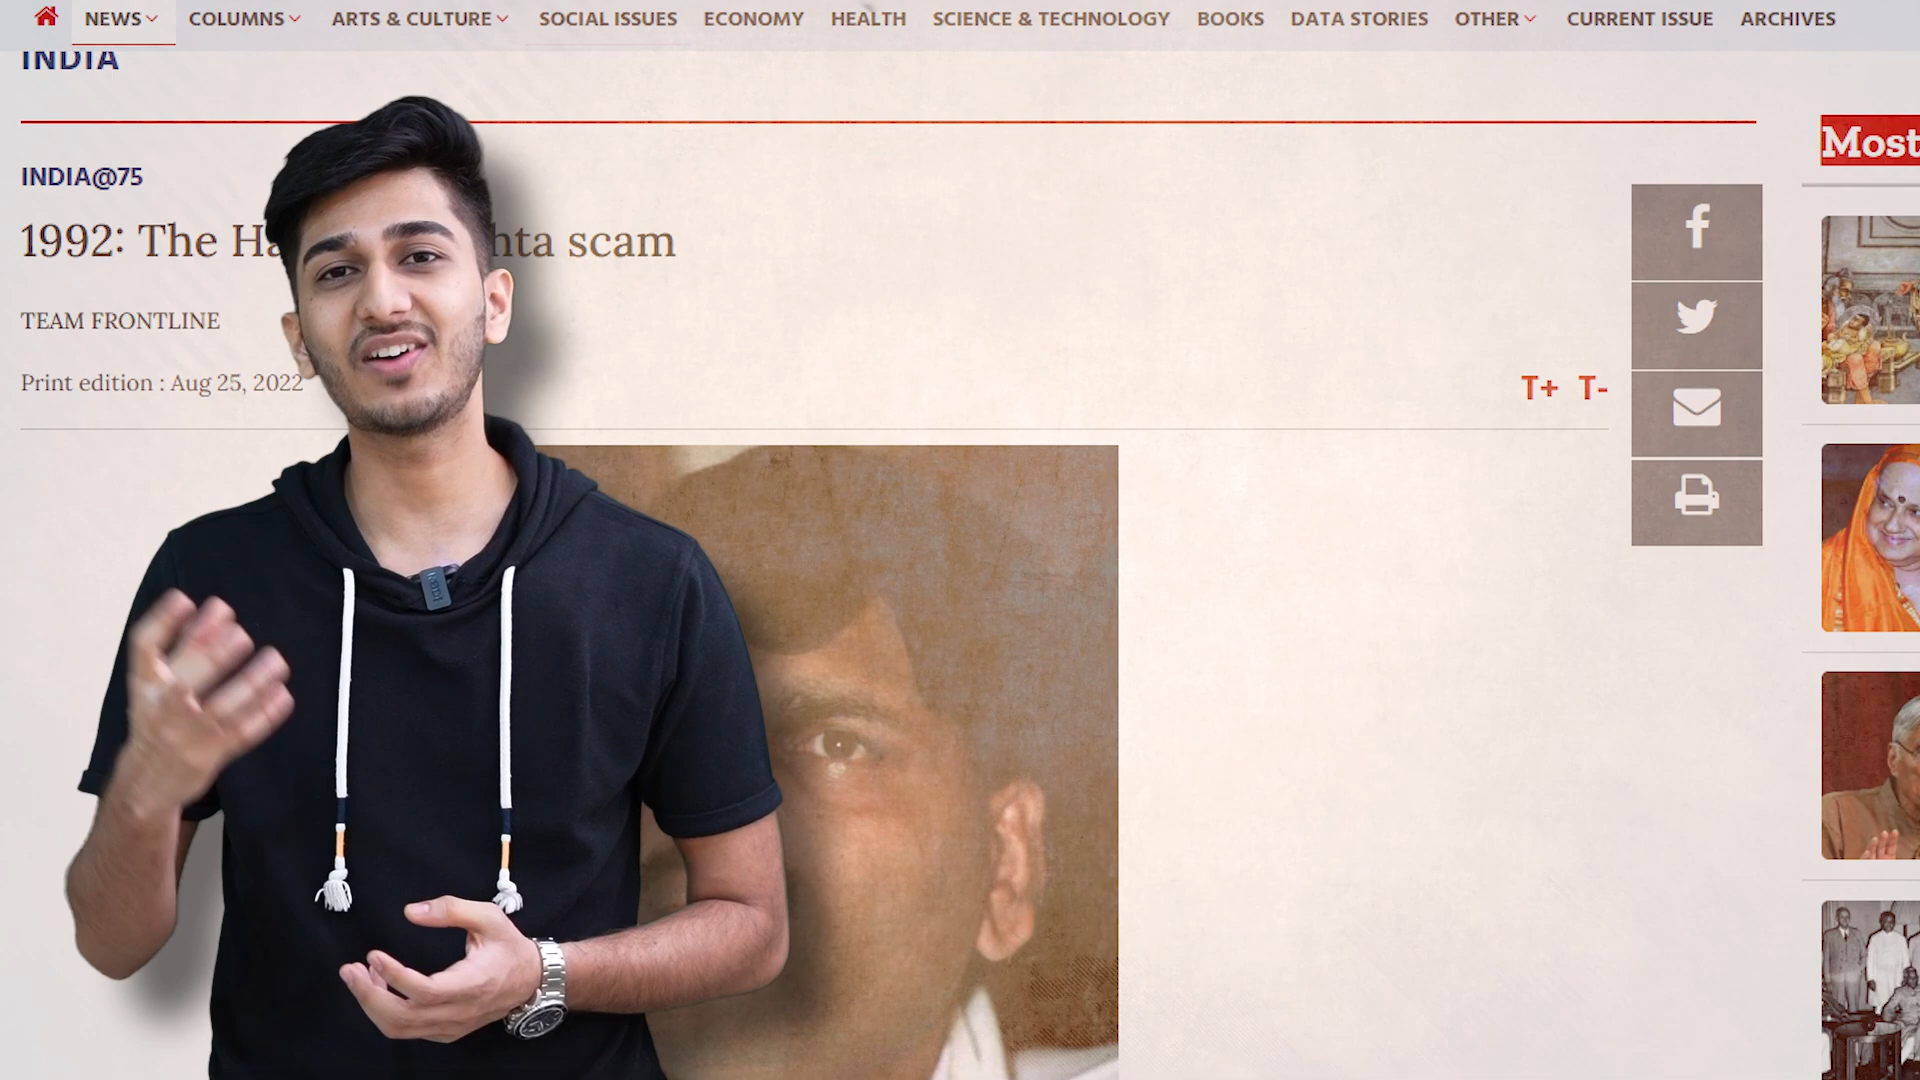 NEWS COLUMNS ARTS & CULTURE SOCIAL ISSUES ECONOMY HEALTH SCIENCE & TECHNOLOGY BOOKS DATA STORIES OTHER CURRENT ISSUE ARCHIVES
INDIA
Most
INDIA@75
1992: The Ha hta scam
TEAM FRONTLINE
Print edition : Aug 25, 2022
T+ T-